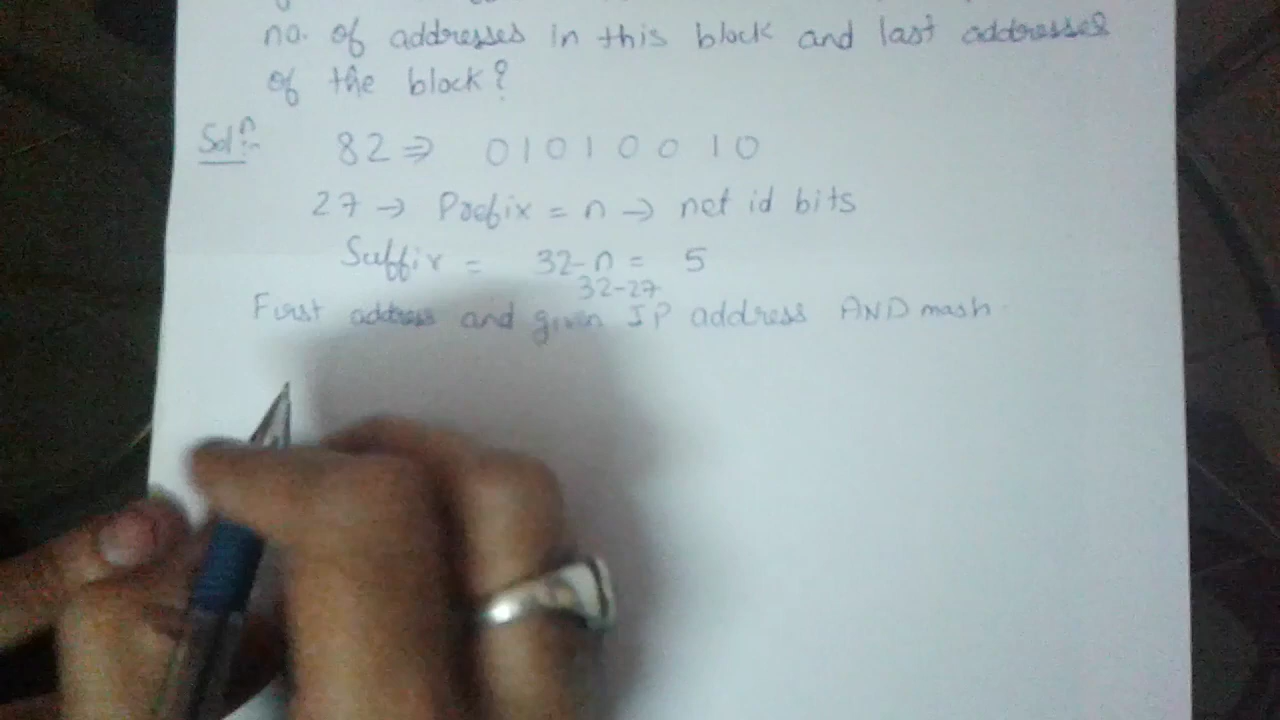 no. of addresses in this block and last addresses
of the block?
Solⁿ:- 82 ⇒ 01010010
27 → Prefix = n → net id bits
Suffix = 32-n = 5
32-27
First address and given IP address AND mash